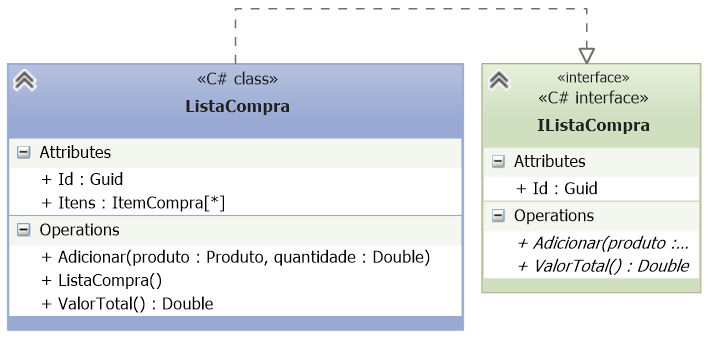 «C# class»
ListaCompra
Attributes
+ Id : Guid
+ Itens : ItemCompra[*]
Operations
+ Adicionar(produto : Produto, quantidade : Double)
+ ListaCompra()
+ ValorTotal() : Double
«interface»
«C# interface»
IListaCompra
Attributes
+ Id : Guid
Operations
+ Adicionar(produto :...
+ ValorTotal() : Double